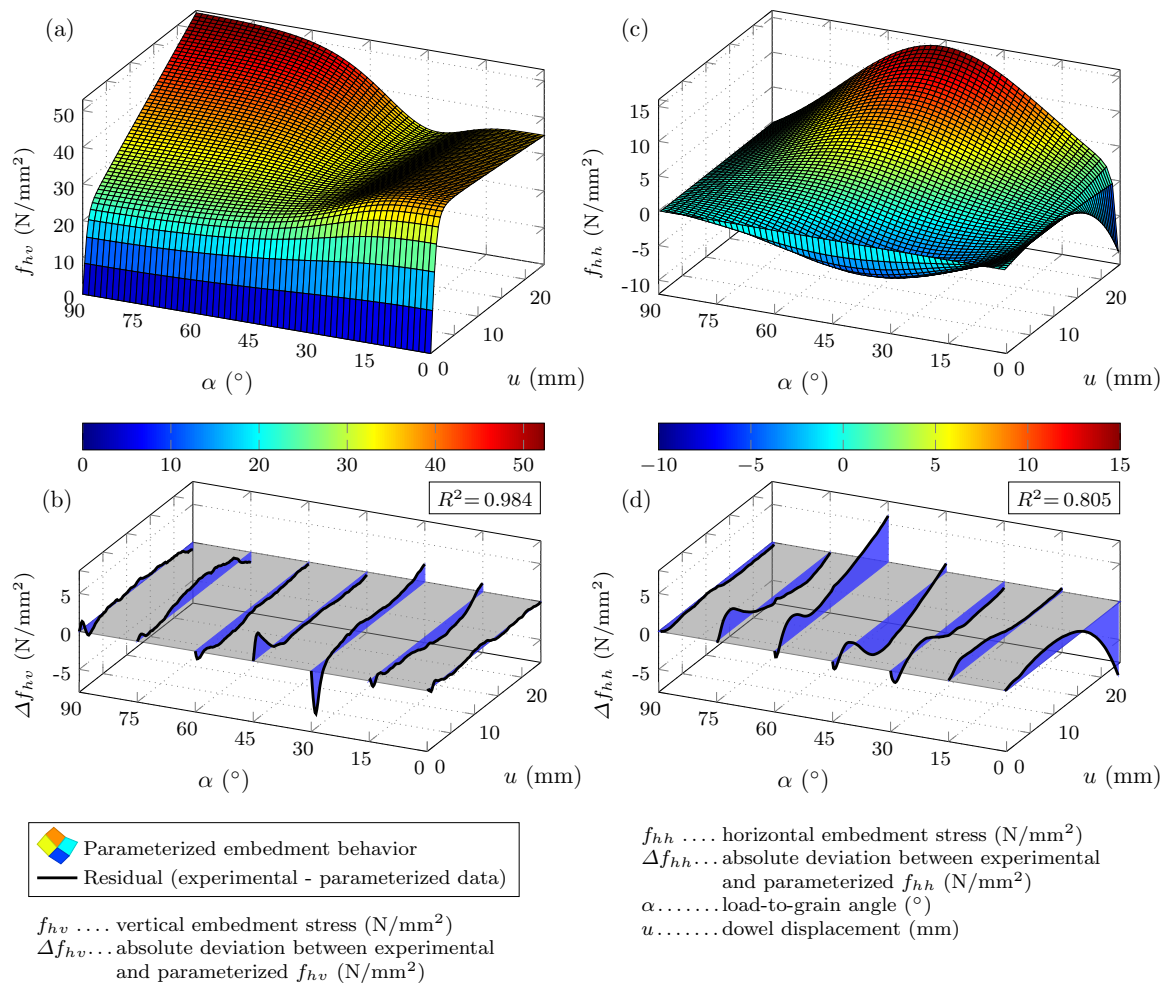 (a)
f_hv (N/mm²)
50
40
30
20
10
0
90
75
60
45
30
15
0
0
10
20
α (°)
u (mm)
0 10 20 30 40 50
(c)
f_hh (N/mm²)
15
10
5
0
-5
-10
90
75
60
45
30
15
0
0
10
20
α (°)
u (mm)
−10 −5 0 5 10 15
(b)
R²=0.984
Δf_hv (N/mm²)
5
0
-5
90
75
60
45
30
15
0
0
10
20
α (°)
u (mm)
(d)
R²=0.805
Δf_hh (N/mm²)
5
0
-5
90
75
60
45
30
15
0
0
10
20
α (°)
u (mm)
Parameterized embedment behavior
Residual (experimental - parameterized data)
f_hv .... vertical embedment stress (N/mm²)
Δf_hv... absolute deviation between experimental
and parameterized f_hv (N/mm²)
f_hh .... horizontal embedment stress (N/mm²)
Δf_hh... absolute deviation between experimental
and parameterized f_hh (N/mm²)
α....... load-to-grain angle (°)
u....... dowel displacement (mm)